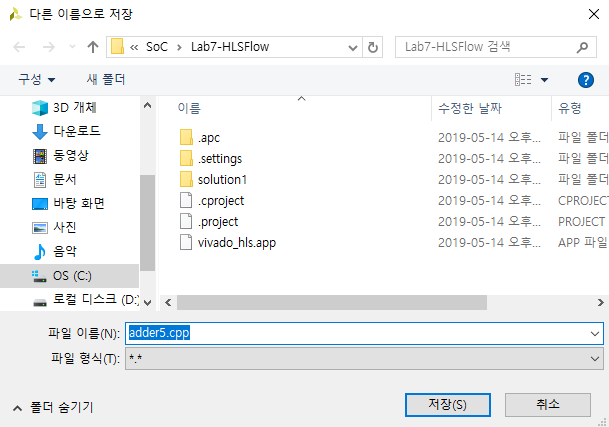 다른 이름으로 저장
« SoC > Lab7-HLSFlow
Lab7-HLSFlow 검색
구성 새 폴더
3D 개체
다운로드
동영상
문서
바탕 화면
사진
음악
OS (C:)
로컬 디스크 (D:)
이름 수정한 날짜 유형
.apc 2019-05-14 오후... 파일 폴더
.settings 2019-05-14 오후... 파일 폴더
solution1 2019-05-14 오후... 파일 폴더
.cproject 2019-05-14 오후... CPROJECT
.project 2019-05-14 오후... PROJECT
vivado_hls.app 2019-05-14 오후... APP 파일
파일 이름(N): adder5.cpp
파일 형식(T): *.*
폴더 숨기기 저장(S) 취소